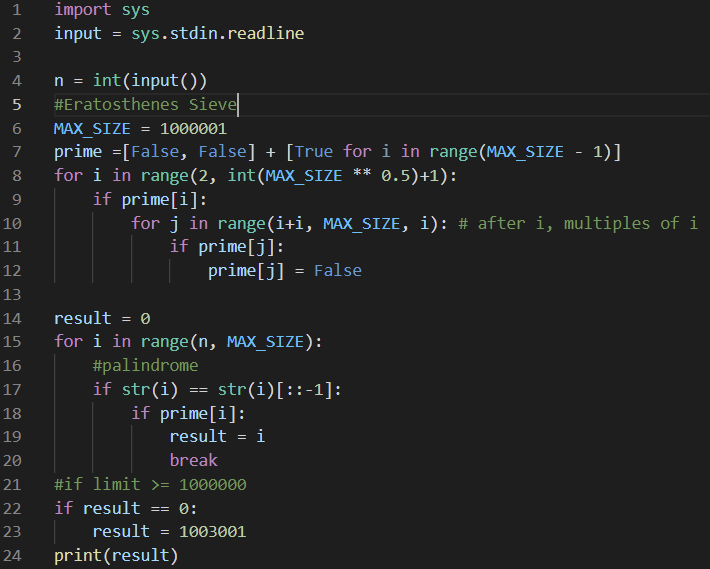 1 import sys
2 input = sys.stdin.readline
3
4 n = int(input())
5 #Eratosthenes Sieve
6 MAX_SIZE = 1000001
7 prime =[False, False] + [True for i in range(MAX_SIZE - 1)]
8 for i in range(2, int(MAX_SIZE ** 0.5)+1):
9     if prime[i]:
10         for j in range(i+i, MAX_SIZE, i): # after i, multiples of i
11             if prime[j]:
12                 prime[j] = False
13
14 result = 0
15 for i in range(n, MAX_SIZE):
16     #palindrome
17     if str(i) == str(i)[::-1]:
18         if prime[i]:
19             result = i
20             break
21 #if limit >= 1000000
22 if result == 0:
23     result = 1003001
24 print(result)